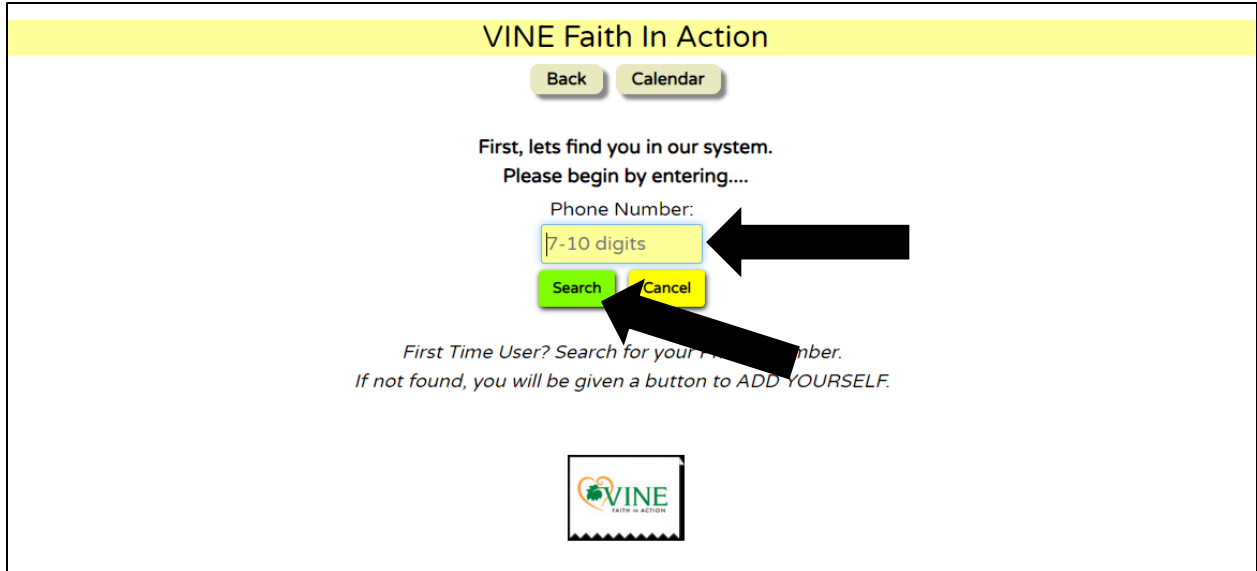 VINE Faith In Action
Back Calendar
First, lets find you in our system.
Please begin by entering....
Phone Number:
7-10 digits
Search Cancel
First Time User? Search for your mber.
If not found, you will be given a button to ADD YOURSELF.
VINE
FAITH IN ACTION